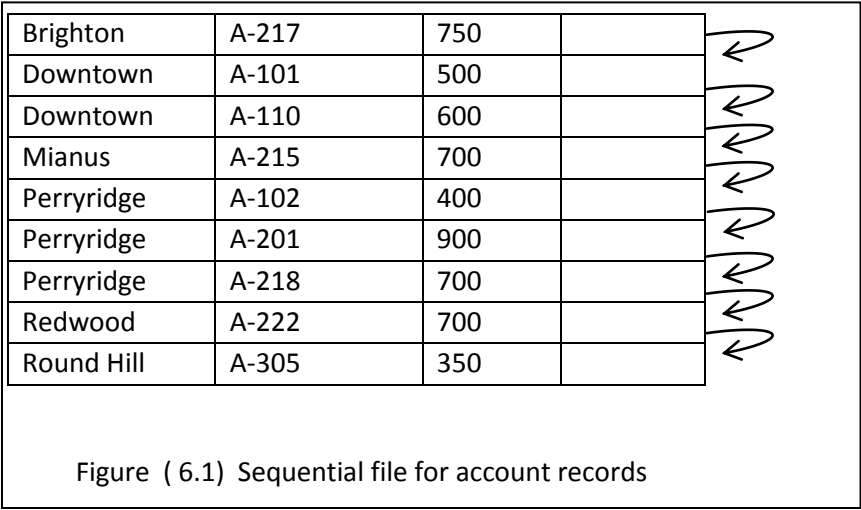 Brighton A-217 750
Downtown A-101 500
Downtown A-110 600
Mianus A-215 700
Perryridge A-102 400
Perryridge A-201 900
Perryridge A-218 700
Redwood A-222 700
Round Hill A-305 350
Figure ( 6.1) Sequential file for account records